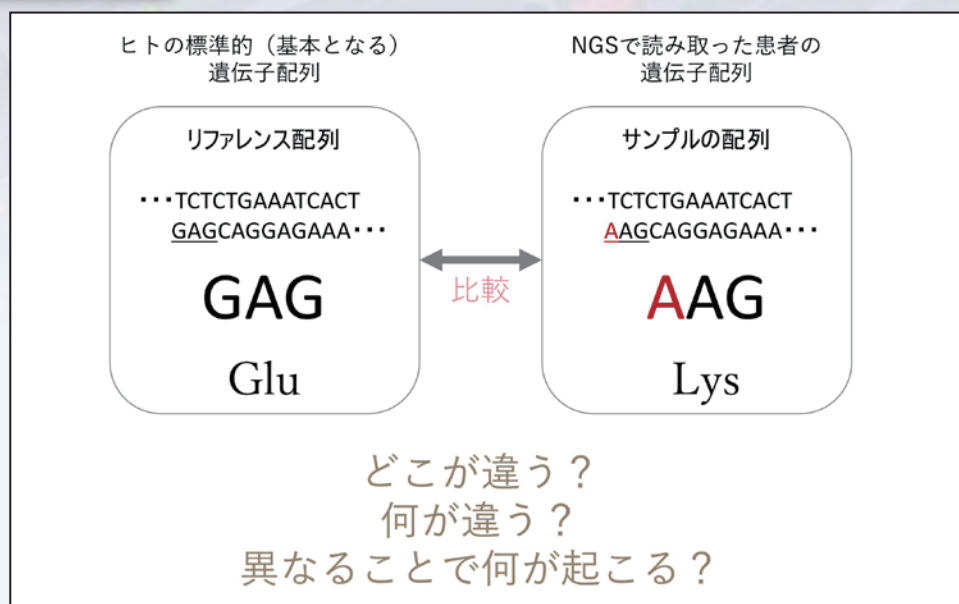 ヒトの標準的（基本となる）
遺伝子配列
リファレンス配列
･･･TCTCTGAAATCACT
GAGCAGGAGAAA･･･
GAG
Glu
比較
NGSで読み取った患者の
遺伝子配列
サンプルの配列
･･･TCTCTGAAATCACT
AAGCAGGAGAAA･･･
AAG
Lys
どこが違う？
何が違う？
異なることで何が起こる？